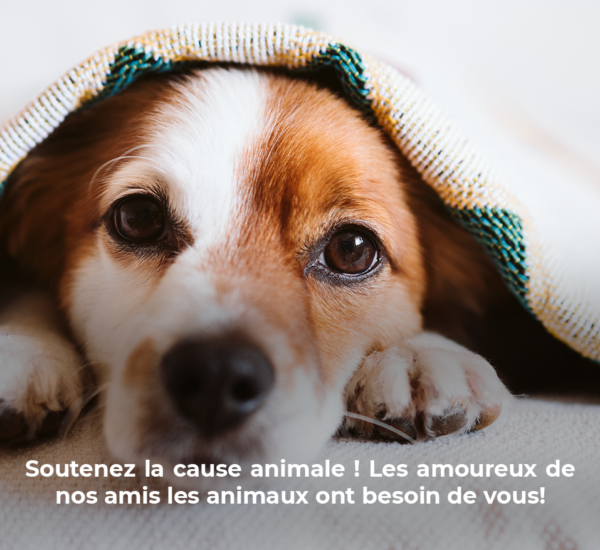 Soutenez la cause animale ! Les amoureux de
nos amis les animaux ont besoin de vous!